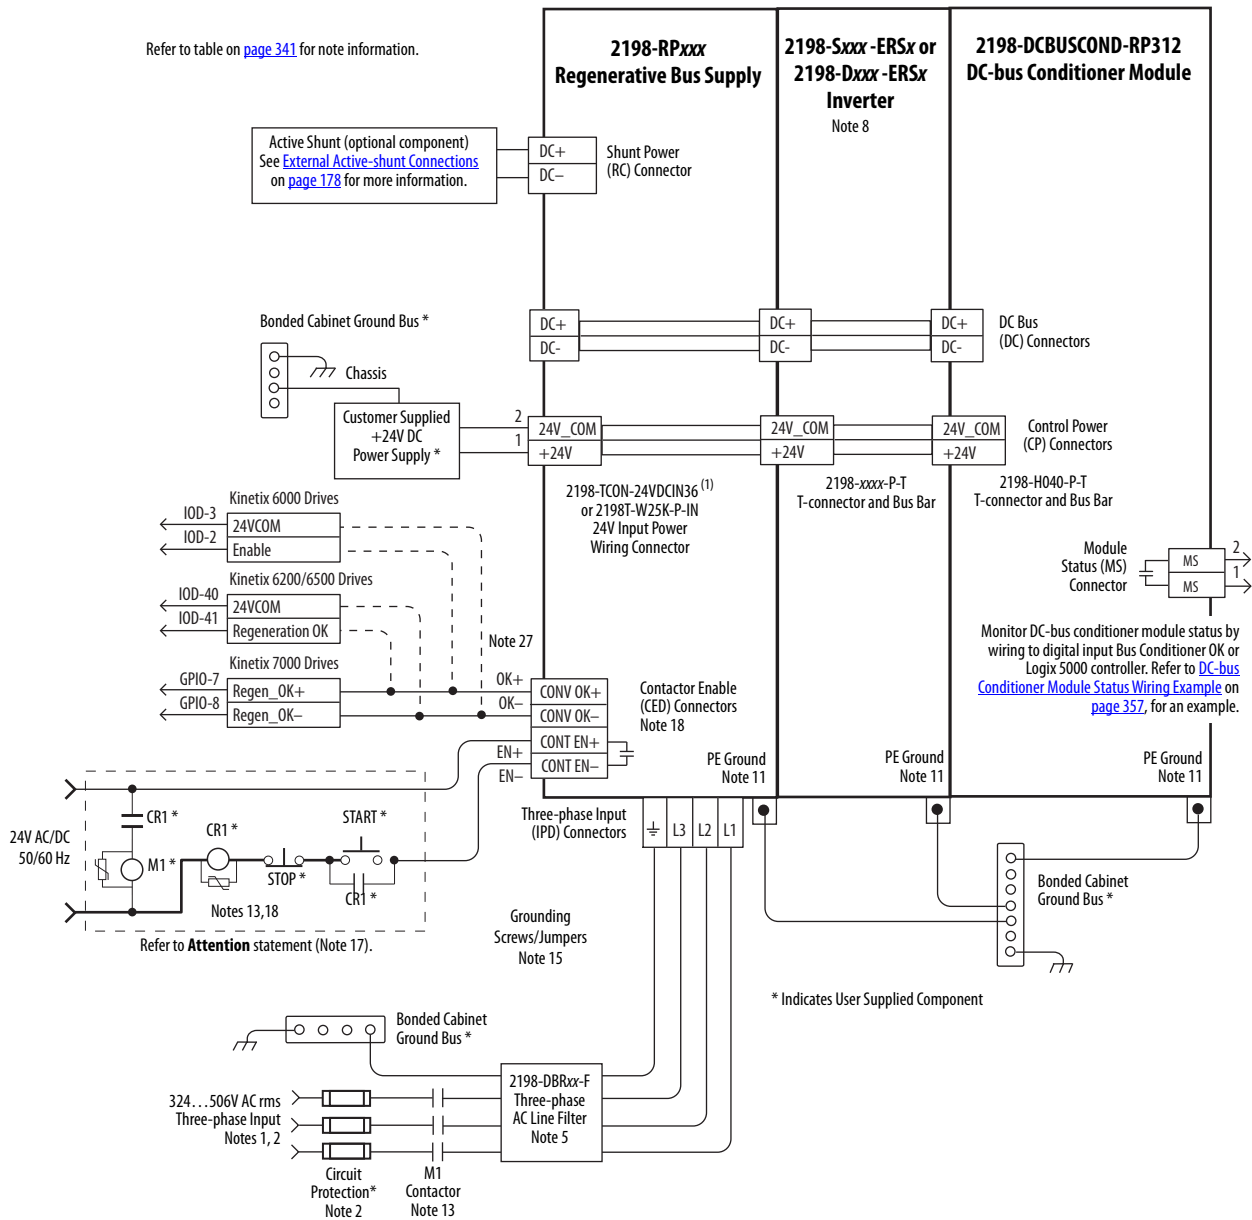 Refer to table on page 341 for note information.
2198-RPxxx
Regenerative Bus Supply
2198-Sxxx -ERSx or
2198-Dxxx -ERSx
Inverter
Note 8
2198-DCBUSCOND-RP312
DC-bus Conditioner Module
Active Shunt (optional component)
See External Active-shunt Connections
on page 178 for more information.
DC+
DC–
Shunt Power
(RC) Connector
Bonded Cabinet Ground Bus *
Chassis
DC+
DC-
DC+
DC-
DC+
DC-
DC Bus
(DC) Connectors
Customer Supplied
+24V DC
Power Supply *
2
1
24V_COM
+24V
24V_COM
+24V
24V_COM
+24V
Control Power
(CP) Connectors
2198-TCON-24VDCIN36 (1)
or 2198T-W25K-P-IN
24V Input Power
Wiring Connector
2198-xxxx-P-T
T-connector and Bus Bar
2198-H040-P-T
T-connector and Bus Bar
Kinetix 6000 Drives
IOD-3
24VCOM
IOD-2
Enable
Kinetix 6200/6500 Drives
IOD-40
24VCOM
IOD-41
Regeneration OK
Note 27
Kinetix 7000 Drives
GPIO-7
Regen_OK+
GPIO-8
Regen_OK–
OK+
OK–
EN+
EN–
CONV OK+
CONV OK–
CONT EN+
CONT EN–
Contactor Enable
(CED) Connectors
Note 18
Module
Status (MS)
Connector
MS
MS
2
1
Monitor DC-bus conditioner module status by
wiring to digital input Bus Conditioner OK or
Logix 5000 controller. Refer to DC-bus
Conditioner Module Status Wiring Example on
page 357, for an example.
PE Ground
Note 11
PE Ground
Note 11
PE Ground
Note 11
Three-phase Input
(IPD) Connectors
L3
L2
L1
24V AC/DC
50/60 Hz
CR1 *
M1 *
CR1 *
STOP *
START *
CR1 *
Notes 13,18
Refer to Attention statement (Note 17).
Grounding
Screws/Jumpers
Note 15
Bonded Cabinet
Ground Bus *
* Indicates User Supplied Component
Bonded Cabinet
Ground Bus *
324…506V AC rms
Three-phase Input
Notes 1, 2
2198-DBRxx-F
Three-phase
AC Line Filter
Note 5
Circuit
Protection*
Note 2
M1
Contactor
Note 13